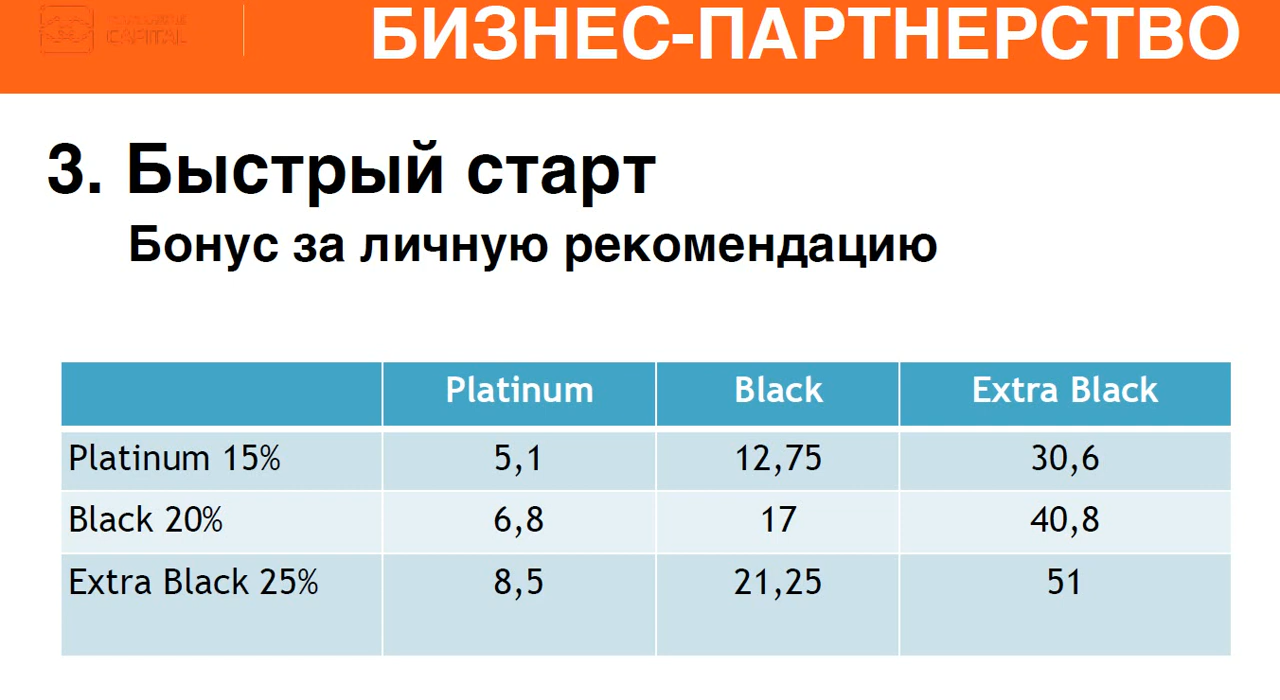 CAPITAL
БИЗНЕС-ПАРТНЕРСТВО
3. Быстрый старт
Бонус за личную рекомендацию
Platinum Black Extra Black
Platinum 15% 5,1 12,75 30,6
Black 20% 6,8 17 40,8
Extra Black 25% 8,5 21,25 51